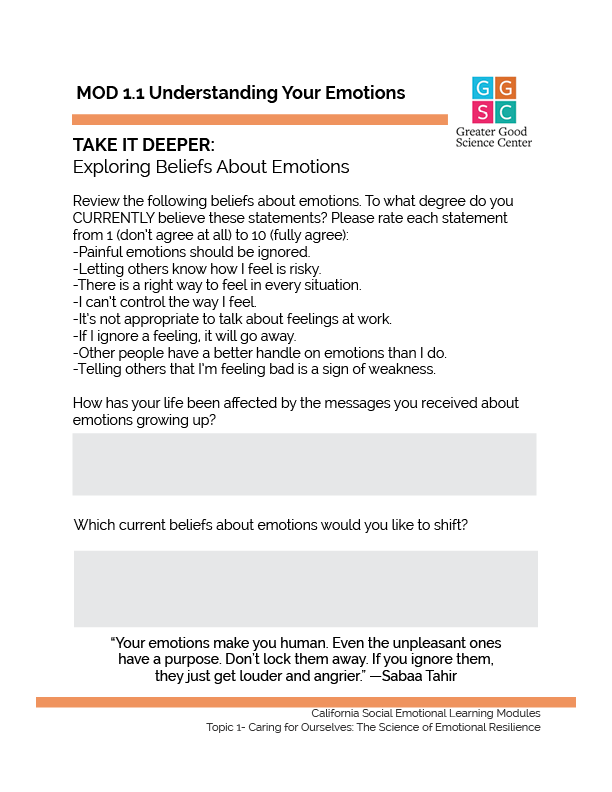 MOD 1.1 Understanding Your Emotions
G G
S C
Greater Good
Science Center
TAKE IT DEEPER:
Exploring Beliefs About Emotions
Review the following beliefs about emotions. To what degree do you
CURRENTLY believe these statements? Please rate each statement
from 1 (don't agree at all) to 10 (fully agree):
-Painful emotions should be ignored.
-Letting others know how I feel is risky.
-There is a right way to feel in every situation.
-I can't control the way I feel.
-It's not appropriate to talk about feelings at work.
-If I ignore a feeling, it will go away.
-Other people have a better handle on emotions than I do.
-Telling others that I'm feeling bad is a sign of weakness.
How has your life been affected by the messages you received about
emotions growing up?
Which current beliefs about emotions would you like to shift?
“Your emotions make you human. Even the unpleasant ones
have a purpose. Don't lock them away. If you ignore them,
they just get louder and angrier.” —Sabaa Tahir
California Social Emotional Learning Modules
Topic 1- Caring for Ourselves: The Science of Emotional Resilience